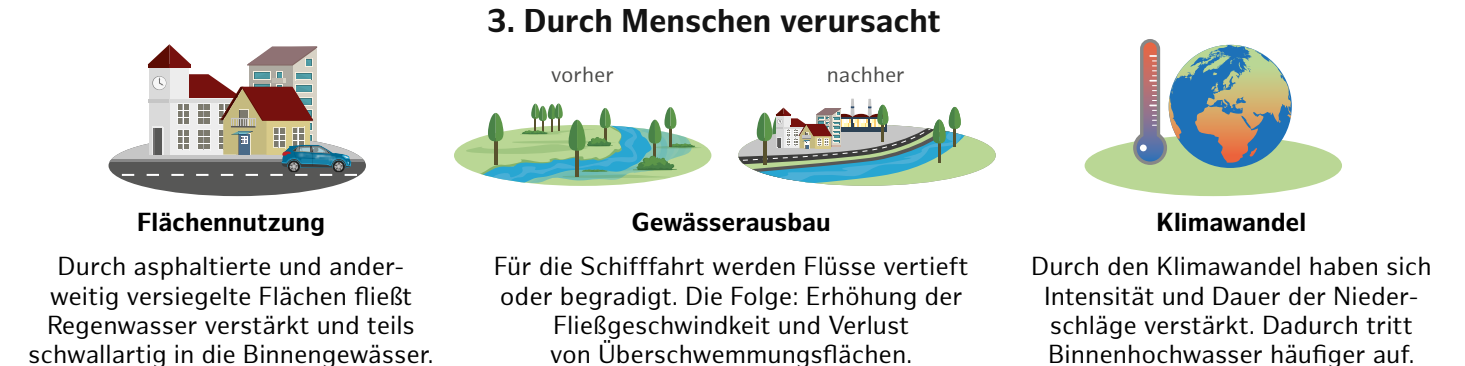 3. Durch Menschen verursacht
vorher
nachher
Flächennutzung
Durch asphaltierte und ander-
weitig versiegelte Flächen fließt
Regenwasser verstärkt und teils
schwallartig in die Binnengewässer.
Gewässerausbau
Für die Schifffahrt werden Flüsse vertieft
oder begradigt. Die Folge: Erhöhung der
Fließgeschwindkeit und Verlust
von Überschwemmungsflächen.
Klimawandel
Durch den Klimawandel haben sich
Intensität und Dauer der Nieder-
schläge verstärkt. Dadurch tritt
Binnenhochwasser häufiger auf.